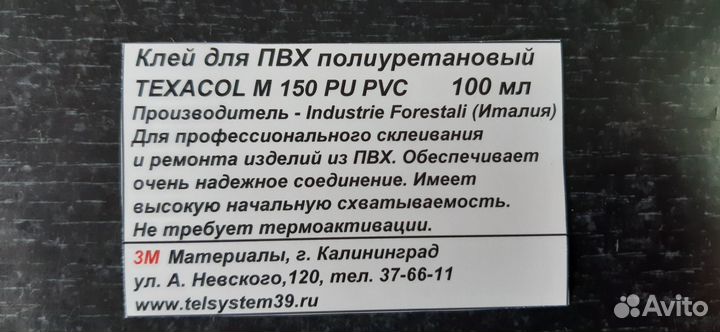 Клей для ПВХ полиуретановый
TEXACOL M 150 PU PVC 100 мл
Производитель - Industrie Forestali (Италия)
Для профессионального склеивания
и ремонта изделий из ПВХ. Обеспечивает
очень надежное соединение. Имеет
высокую начальную схватываемость.
Не требует термоактивации.
3М Материалы, г. Калининград
ул. А. Невского,120, тел. 37-66-11
www.telsystem39.ru
Avito